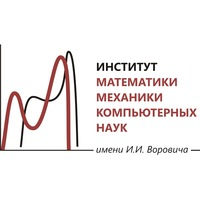 ИНСТИТУТ
МАТЕМАТИКИ
МЕХАНИКИ
КОМПЬЮТЕРНЫХ
НАУК
имени И.И. Воровича